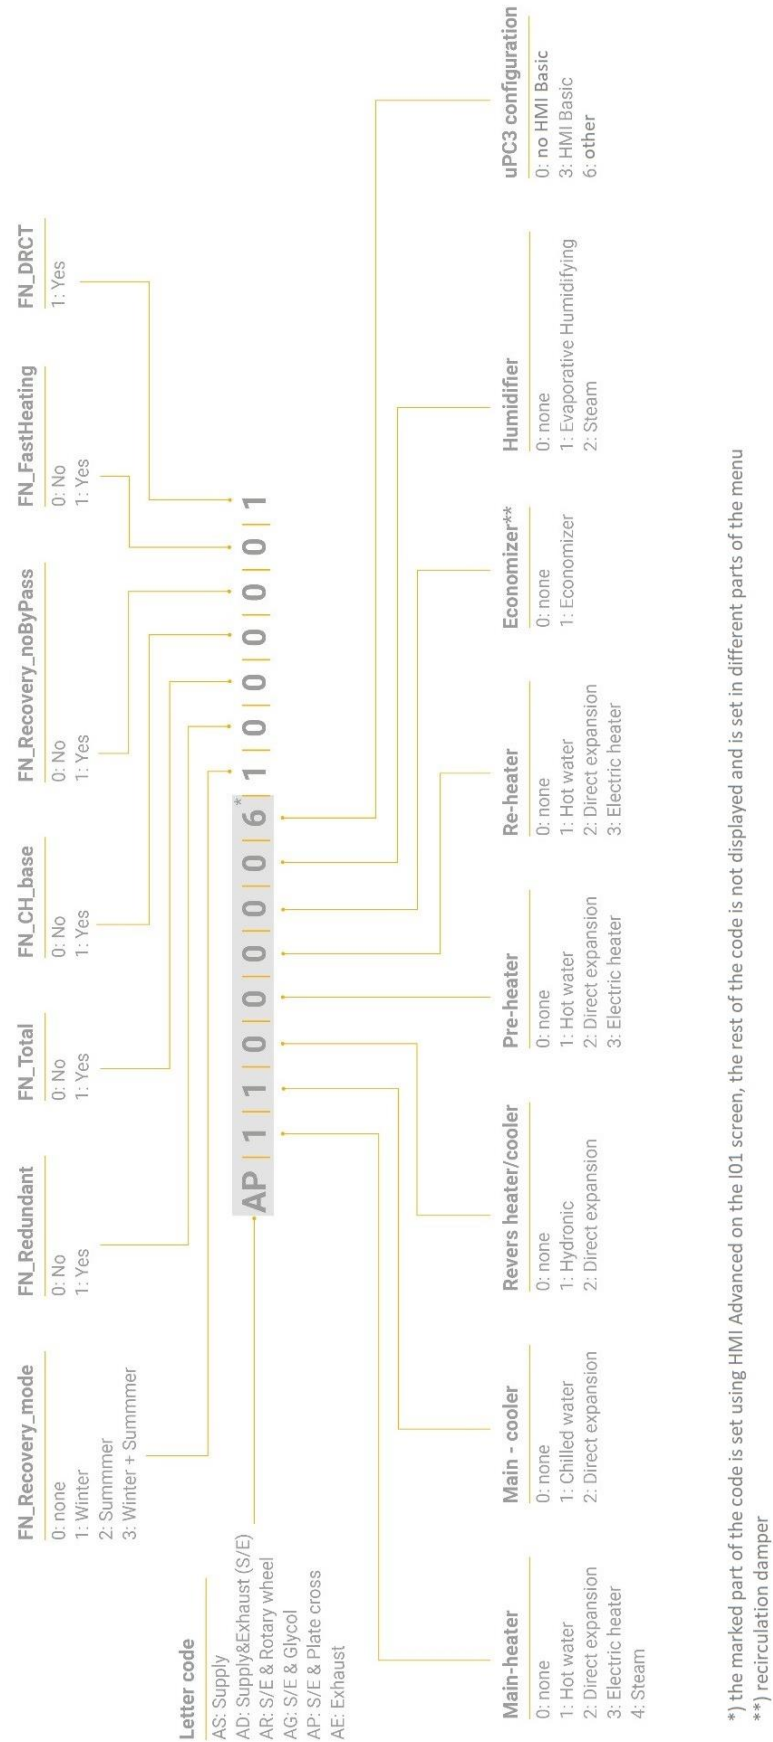 FN_Recovery_mode
0: none
1: Winter
2: Summmer
3: Winter + Summmer
FN_Redundant
0: No
1: Yes
FN_Total
0: No
1: Yes
FN_CH_base
0: No
1: Yes
FN_Recovery_noByPass
0: No
1: Yes
FN_FastHeating
0: No
1: Yes
FN_DRCT
1: Yes
Letter code
AS: Supply
AD: Supply&Exhaust (S/E)
AR: S/E & Rotary wheel
AG: S/E & Glycol
AP: S/E & Plate cross
AE: Exhaust
AP | 1 | 1 | 0 | 0 | 0 | 0 | 0 | 6* | 1 | 0 | 0 | 0 | 0 | 0 | 1
Main-heater
0: none
1: Hot water
2: Direct expansion
3: Electric heater
4: Steam
Main - cooler
0: none
1: Chilled water
2: Direct expansion
Revers heater/cooler
0: none
1: Hydronic
2: Direct expansion
Pre-heater
0: none
1: Hot water
2: Direct expansion
3: Electric heater
Re-heater
0: none
1: Hot water
2: Direct expansion
3: Electric heater
Economizer**
0: none
1: Economizer
Humidifier
0: none
1: Evaporative Humidifying
2: Steam
uPC3 configuration
0: no HMI Basic
3: HMI Basic
6: other
*) the marked part of the code is set using HMI Advanced on the I01 screen, the rest of the code is not displayed and is set in different parts of the menu
**) recirculation damper